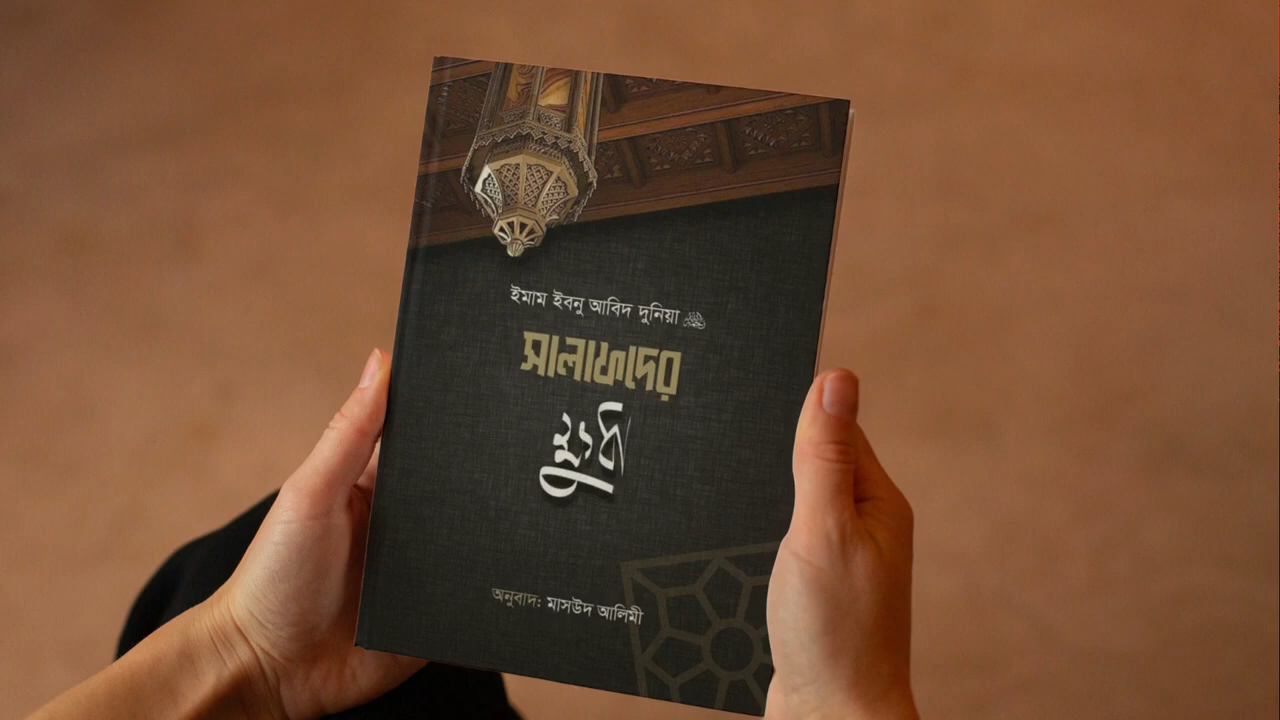 ইমাম ইবনু আবিদ দুনিয়া
সালাফদের
ক্ষুধা
অনুবাদ: মাসউদ আলিমী